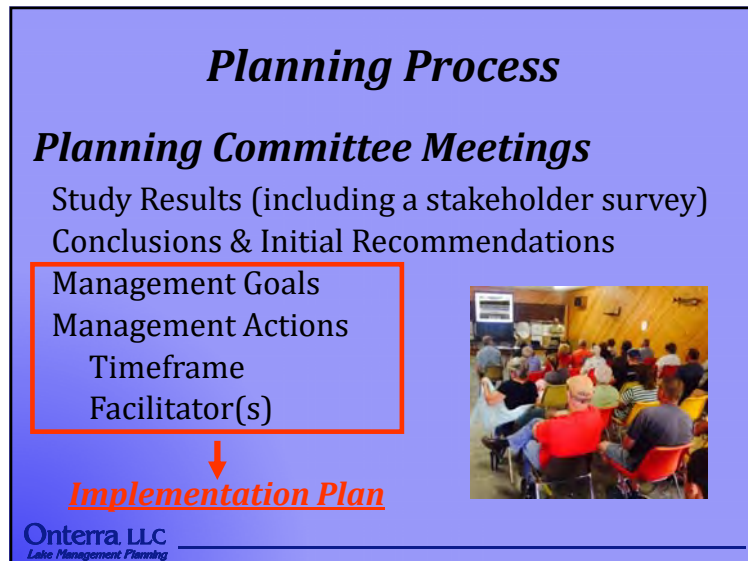 Planning Process
Planning Committee Meetings
Study Results (including a stakeholder survey)
Conclusions & Initial Recommendations
Management Goals
Management Actions
Timeframe
Facilitator(s)
Implementation Plan
Onterra LLC
Lake Management Planning